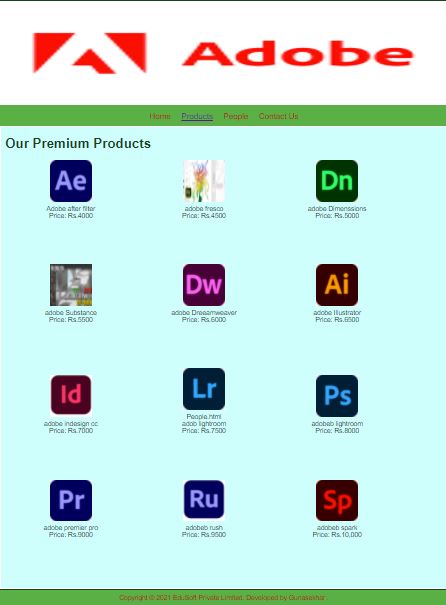 Adobe
Home Products People Contact Us
Our Premium Products
Ae
Dn
Adobe after filter
adobe fresco
adobe Dimenssions
Price: Rs.4000
Price: Rs.4500
Price: Rs.5000
Dw
Ai
adobe Substance
adobe Dreeamweaver
adobe Illustrator
Price: Rs.5500
Price: Rs.6000
Price: Rs.6500
Id
Lr
Ps
People.html
adobe indesign cc
adob lightroom
adobeb lightroom
Price: Rs.7000
Price: Rs.7500
Price: Rs.8000
Pr
Ru
Sp
adobe premier pro
adobeb rush
adobeb spark
Price: Rs.9000
Price: Rs.9500
Price: Rs.10,000
Copyright © 2021 EduSoft Private Limited. Developed by Gunasekhar.